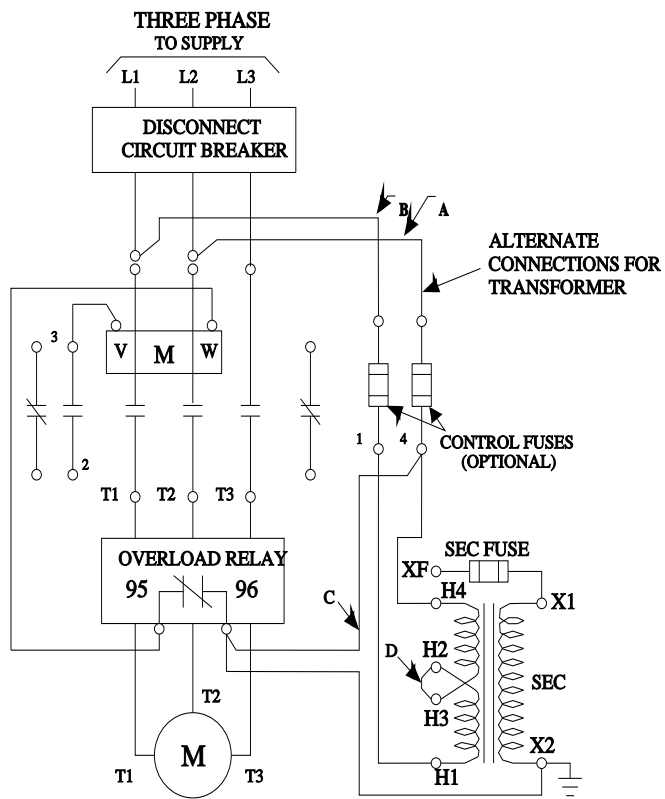 THREE PHASE
TO SUPPLY
L1 L2 L3
DISCONNECT
CIRCUIT BREAKER
B A
ALTERNATE
CONNECTIONS FOR
TRANSFORMER
3
V M W
1 4
CONTROL FUSES
(OPTIONAL)
2
T1 T2 T3
OVERLOAD RELAY
95 96
SEC FUSE
XF
H4
X1
C
D
H2
SEC
H3
T2
M
T1 T3
X2
H1